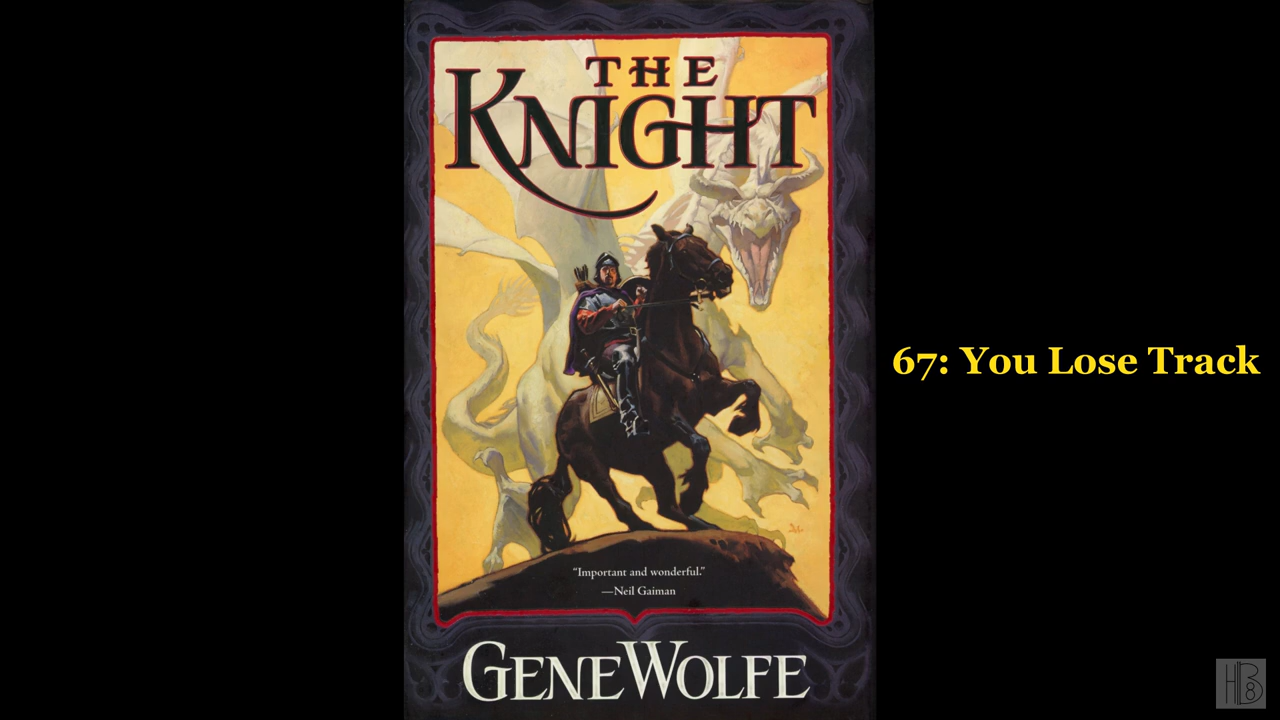 THE
KNIGHT
67: You Lose Track
“Important and wonderful.”
—Neil Gaiman
GENE WOLFE